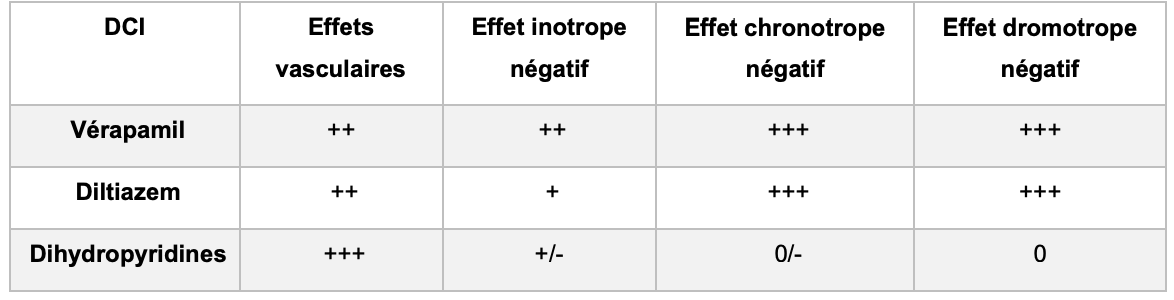 DCI Effets Effet inotrope Effet chronotrope Effet dromotrope
vasculaires négatif négatif négatif
Vérapamil ++ ++ +++ +++
Diltiazem ++ + +++ +++
Dihydropyridines +++ +/- 0/- 0